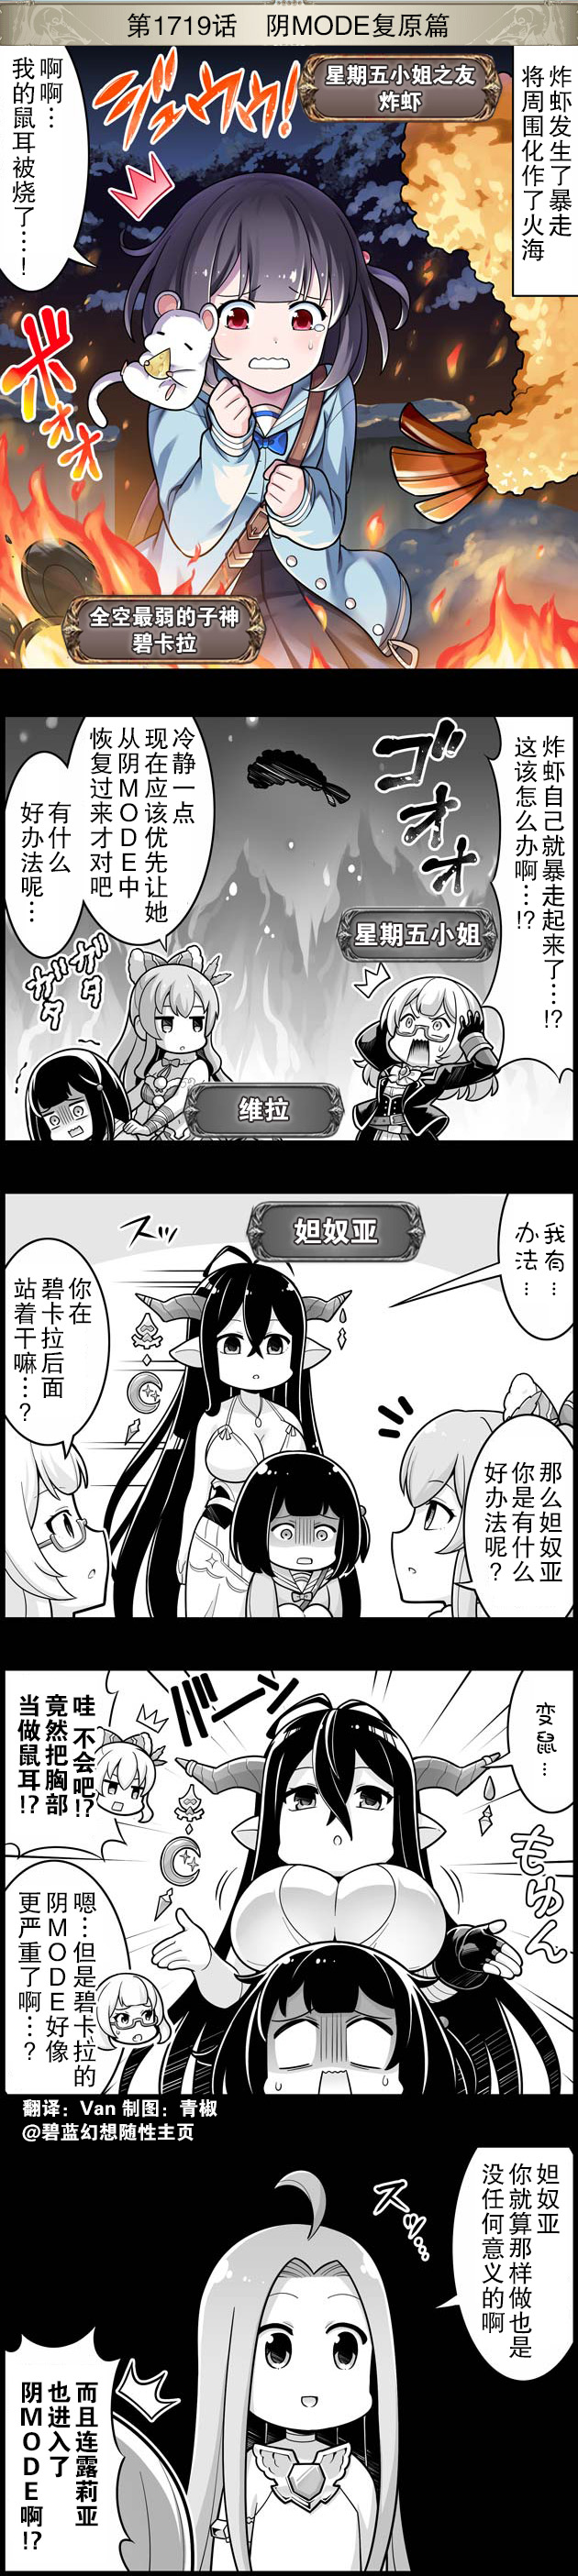 第1719话　阴MODE复原篇
炸虾发生了暴走
将周围化作了火海
星期五小姐之友
炸虾
ジュウウウ!
啊啊…
我的鼠耳被烧了…!
ボォォ
全空最弱的子神
碧卡拉
炸虾自己就暴走起来了…!?
这该怎么办啊…!?
ゴオオオ
星期五小姐
冷静一点
现在应该优先让她
从阴MODE中
恢复过来才对吧
有什么
好办法呢…
ガタガタ
维拉
我有…
办法…
妲奴亚
スッ
你在
碧卡拉后面
站着干嘛…?
那么妲奴亚
你是有什么
好办法呢?
变鼠…
バーン
哇 不会吧!?
竟然把胸部
当做鼠耳!?
もゆん
嗯…但是碧卡拉的
阴MODE好像
更严重了啊…?
翻译：Van 制图：青椒
@碧蓝幻想随性主页
妲奴亚
你就算那样做也是
没任何意义的啊
スッ…
而且连露莉亚
也进入了
阴MODE啊!?